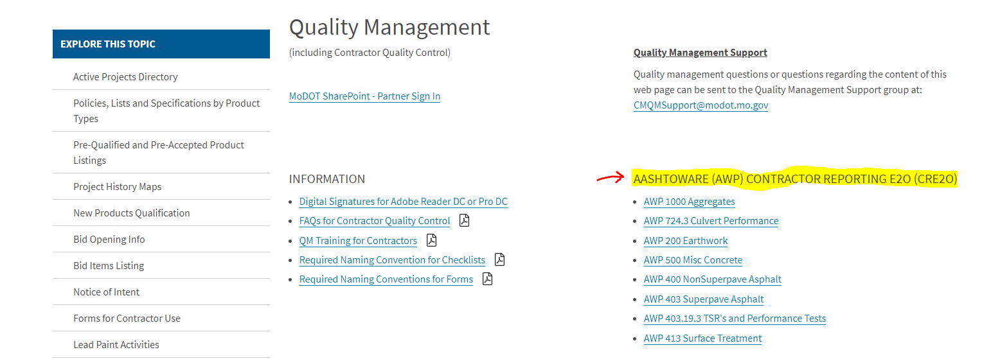 EXPLORE THIS TOPIC
Active Projects Directory
Policies, Lists and Specifications by Product
Types
Pre-Qualified and Pre-Accepted Product
Listings
Project History Maps
New Products Qualification
Bid Opening Info
Bid Items Listing
Notice of Intent
Forms for Contractor Use
Lead Paint Activities
Quality Management
(including Contractor Quality Control)
MoDOT SharePoint - Partner Sign In
INFORMATION
Digital Signatures for Adobe Reader DC or Pro DC
FAQs for Contractor Quality Control
QM Training for Contractors
Required Naming Convention for Checklists
Required Naming Conventions for Forms
Quality Management Support
Quality management questions or questions regarding the content of this
web page can be sent to the Quality Management Support group at:
CMQMSupport@modot.mo.gov
AASHTOWARE (AWP) CONTRACTOR REPORTING E2O (CRE2O)
AWP 1000 Aggregates
AWP 724.3 Culvert Performance
AWP 200 Earthwork
AWP 500 Misc Concrete
AWP 400 NonSuperpave Asphalt
AWP 403 Superpave Asphalt
AWP 403.19.3 TSR's and Performance Tests
AWP 413 Surface Treatment